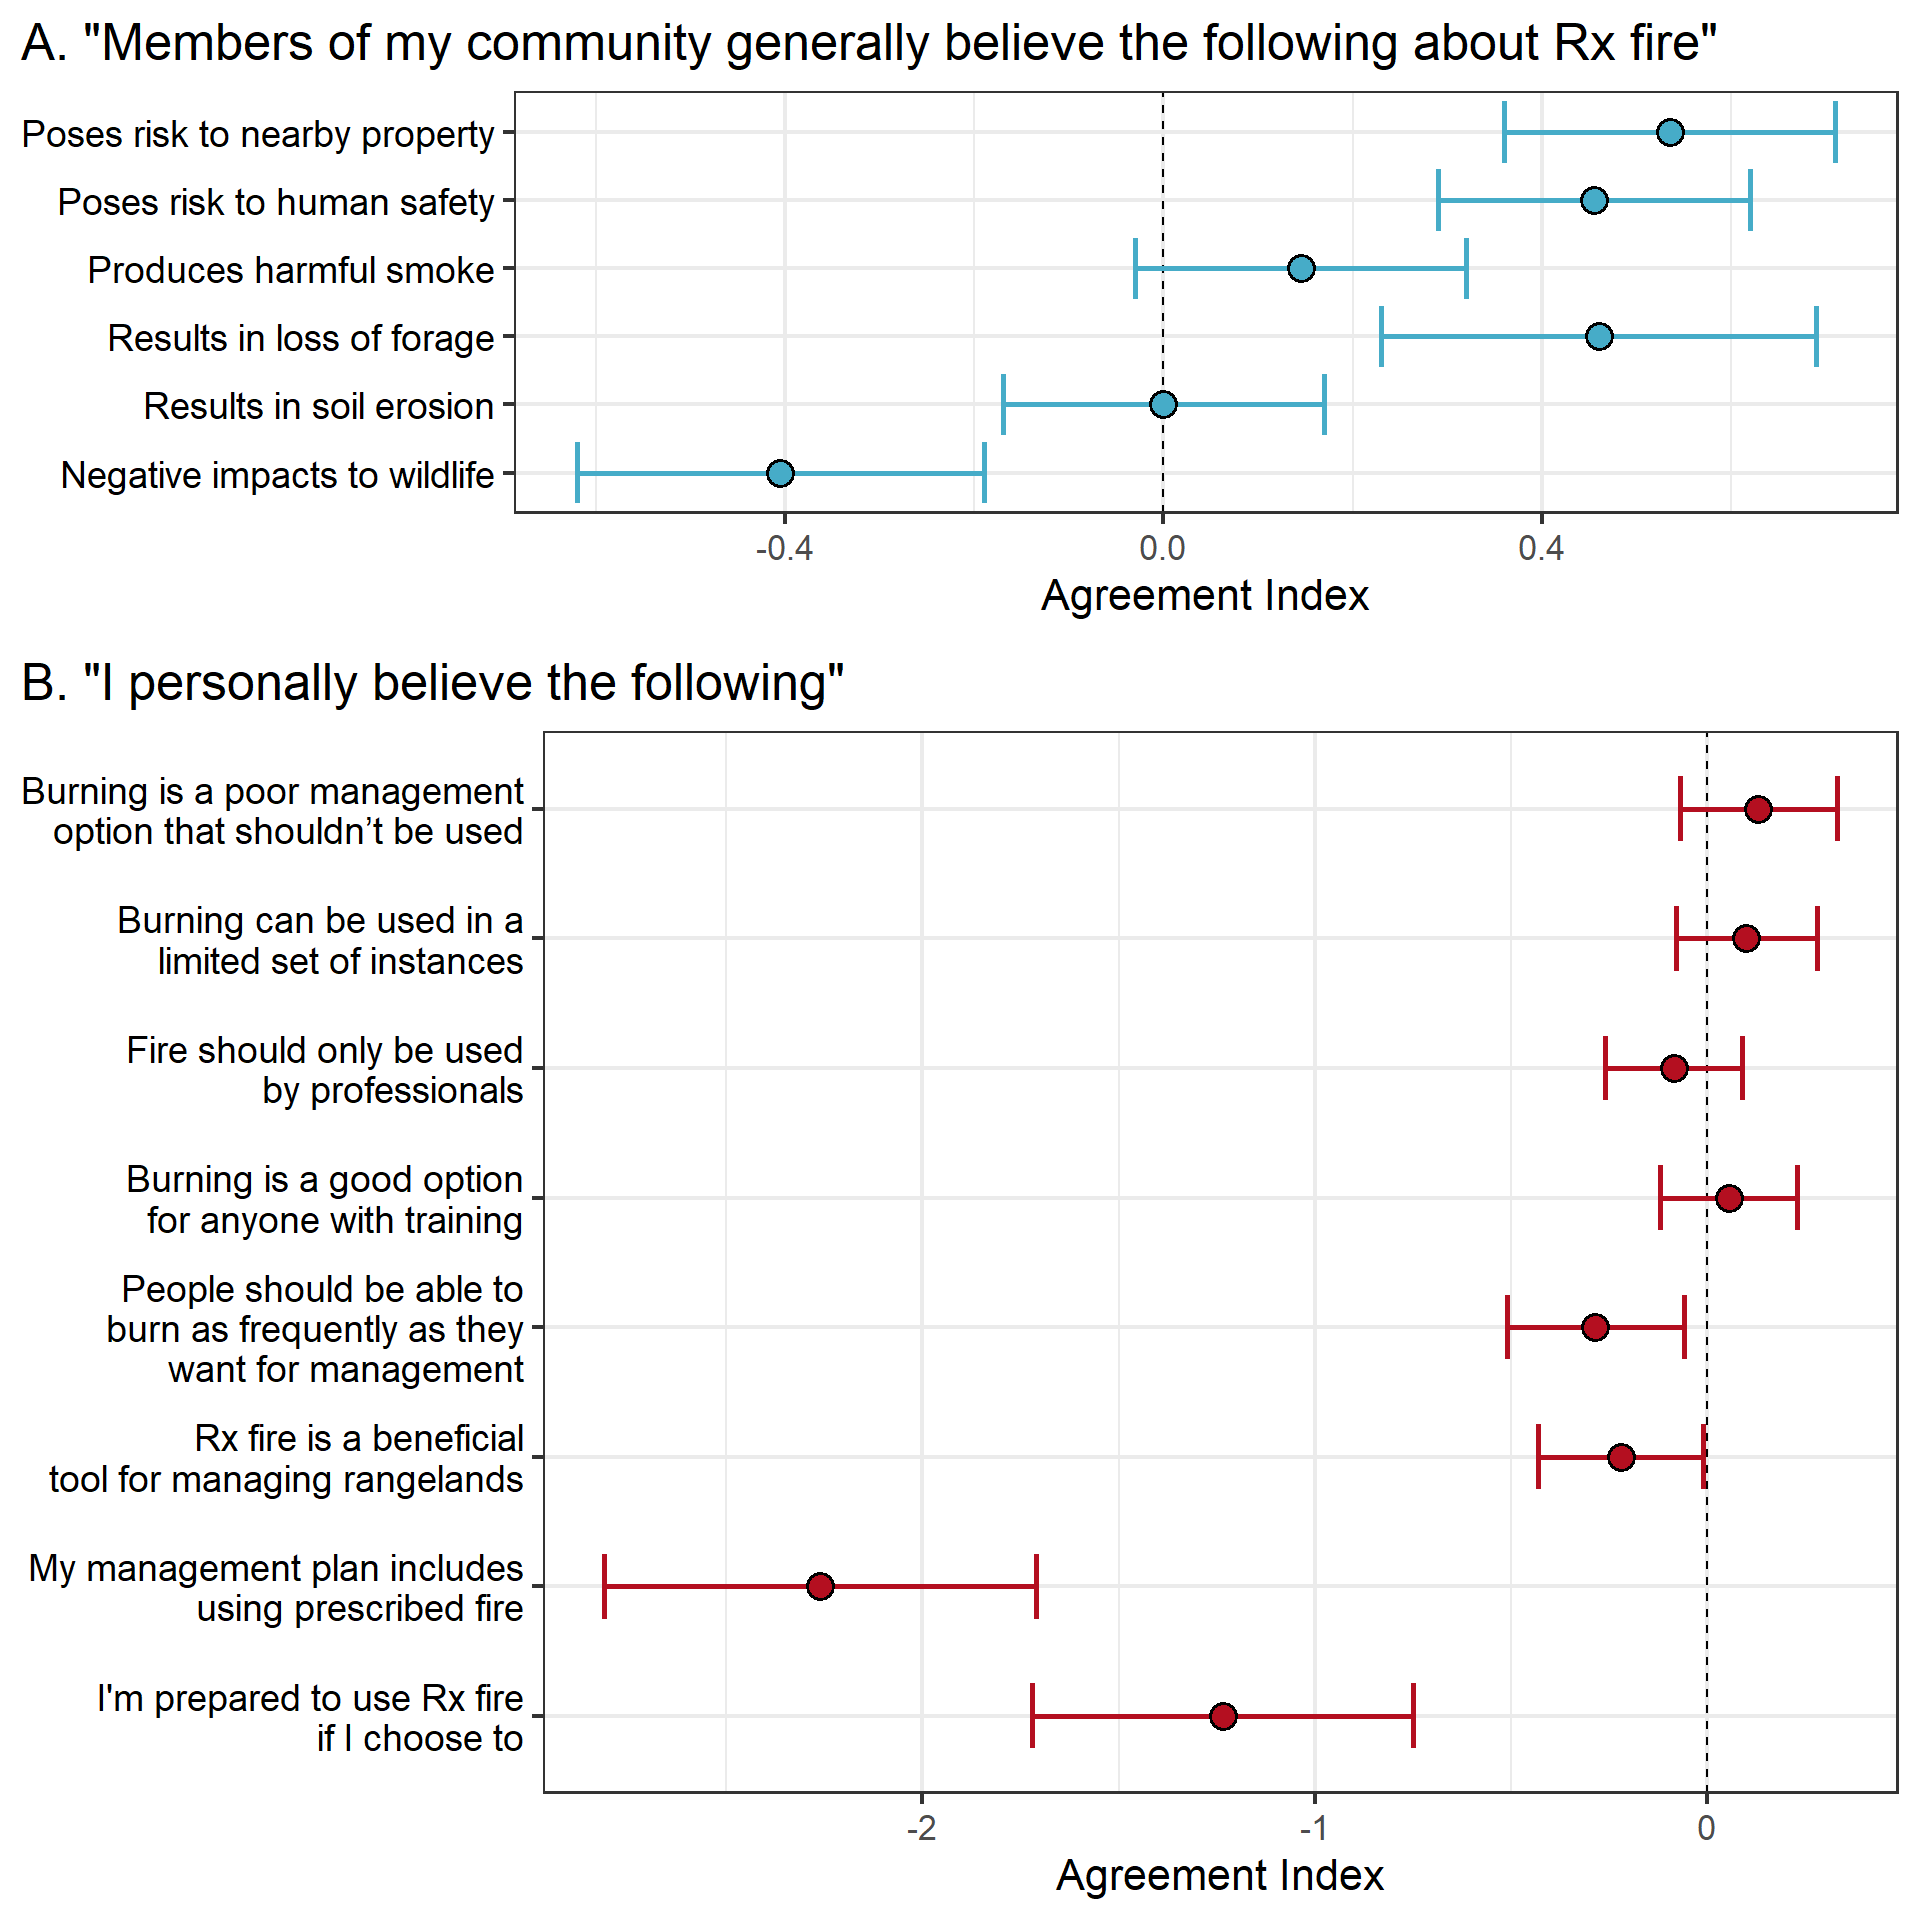 A. "Members of my community generally believe the following about Rx fire"
Poses risk to nearby property
Poses risk to human safety
Produces harmful smoke
Results in loss of forage
Results in soil erosion
Negative impacts to wildlife
-0.4
0.0
0.4
Agreement Index
B. "I personally believe the following"
Burning is a poor management
option that shouldn’t be used
Burning can be used in a
limited set of instances
Fire should only be used
by professionals
Burning is a good option
for anyone with training
People should be able to
burn as frequently as they
want for management
Rx fire is a beneficial
tool for managing rangelands
My management plan includes
using prescribed fire
I'm prepared to use Rx fire
if I choose to
-2
-1
0
Agreement Index